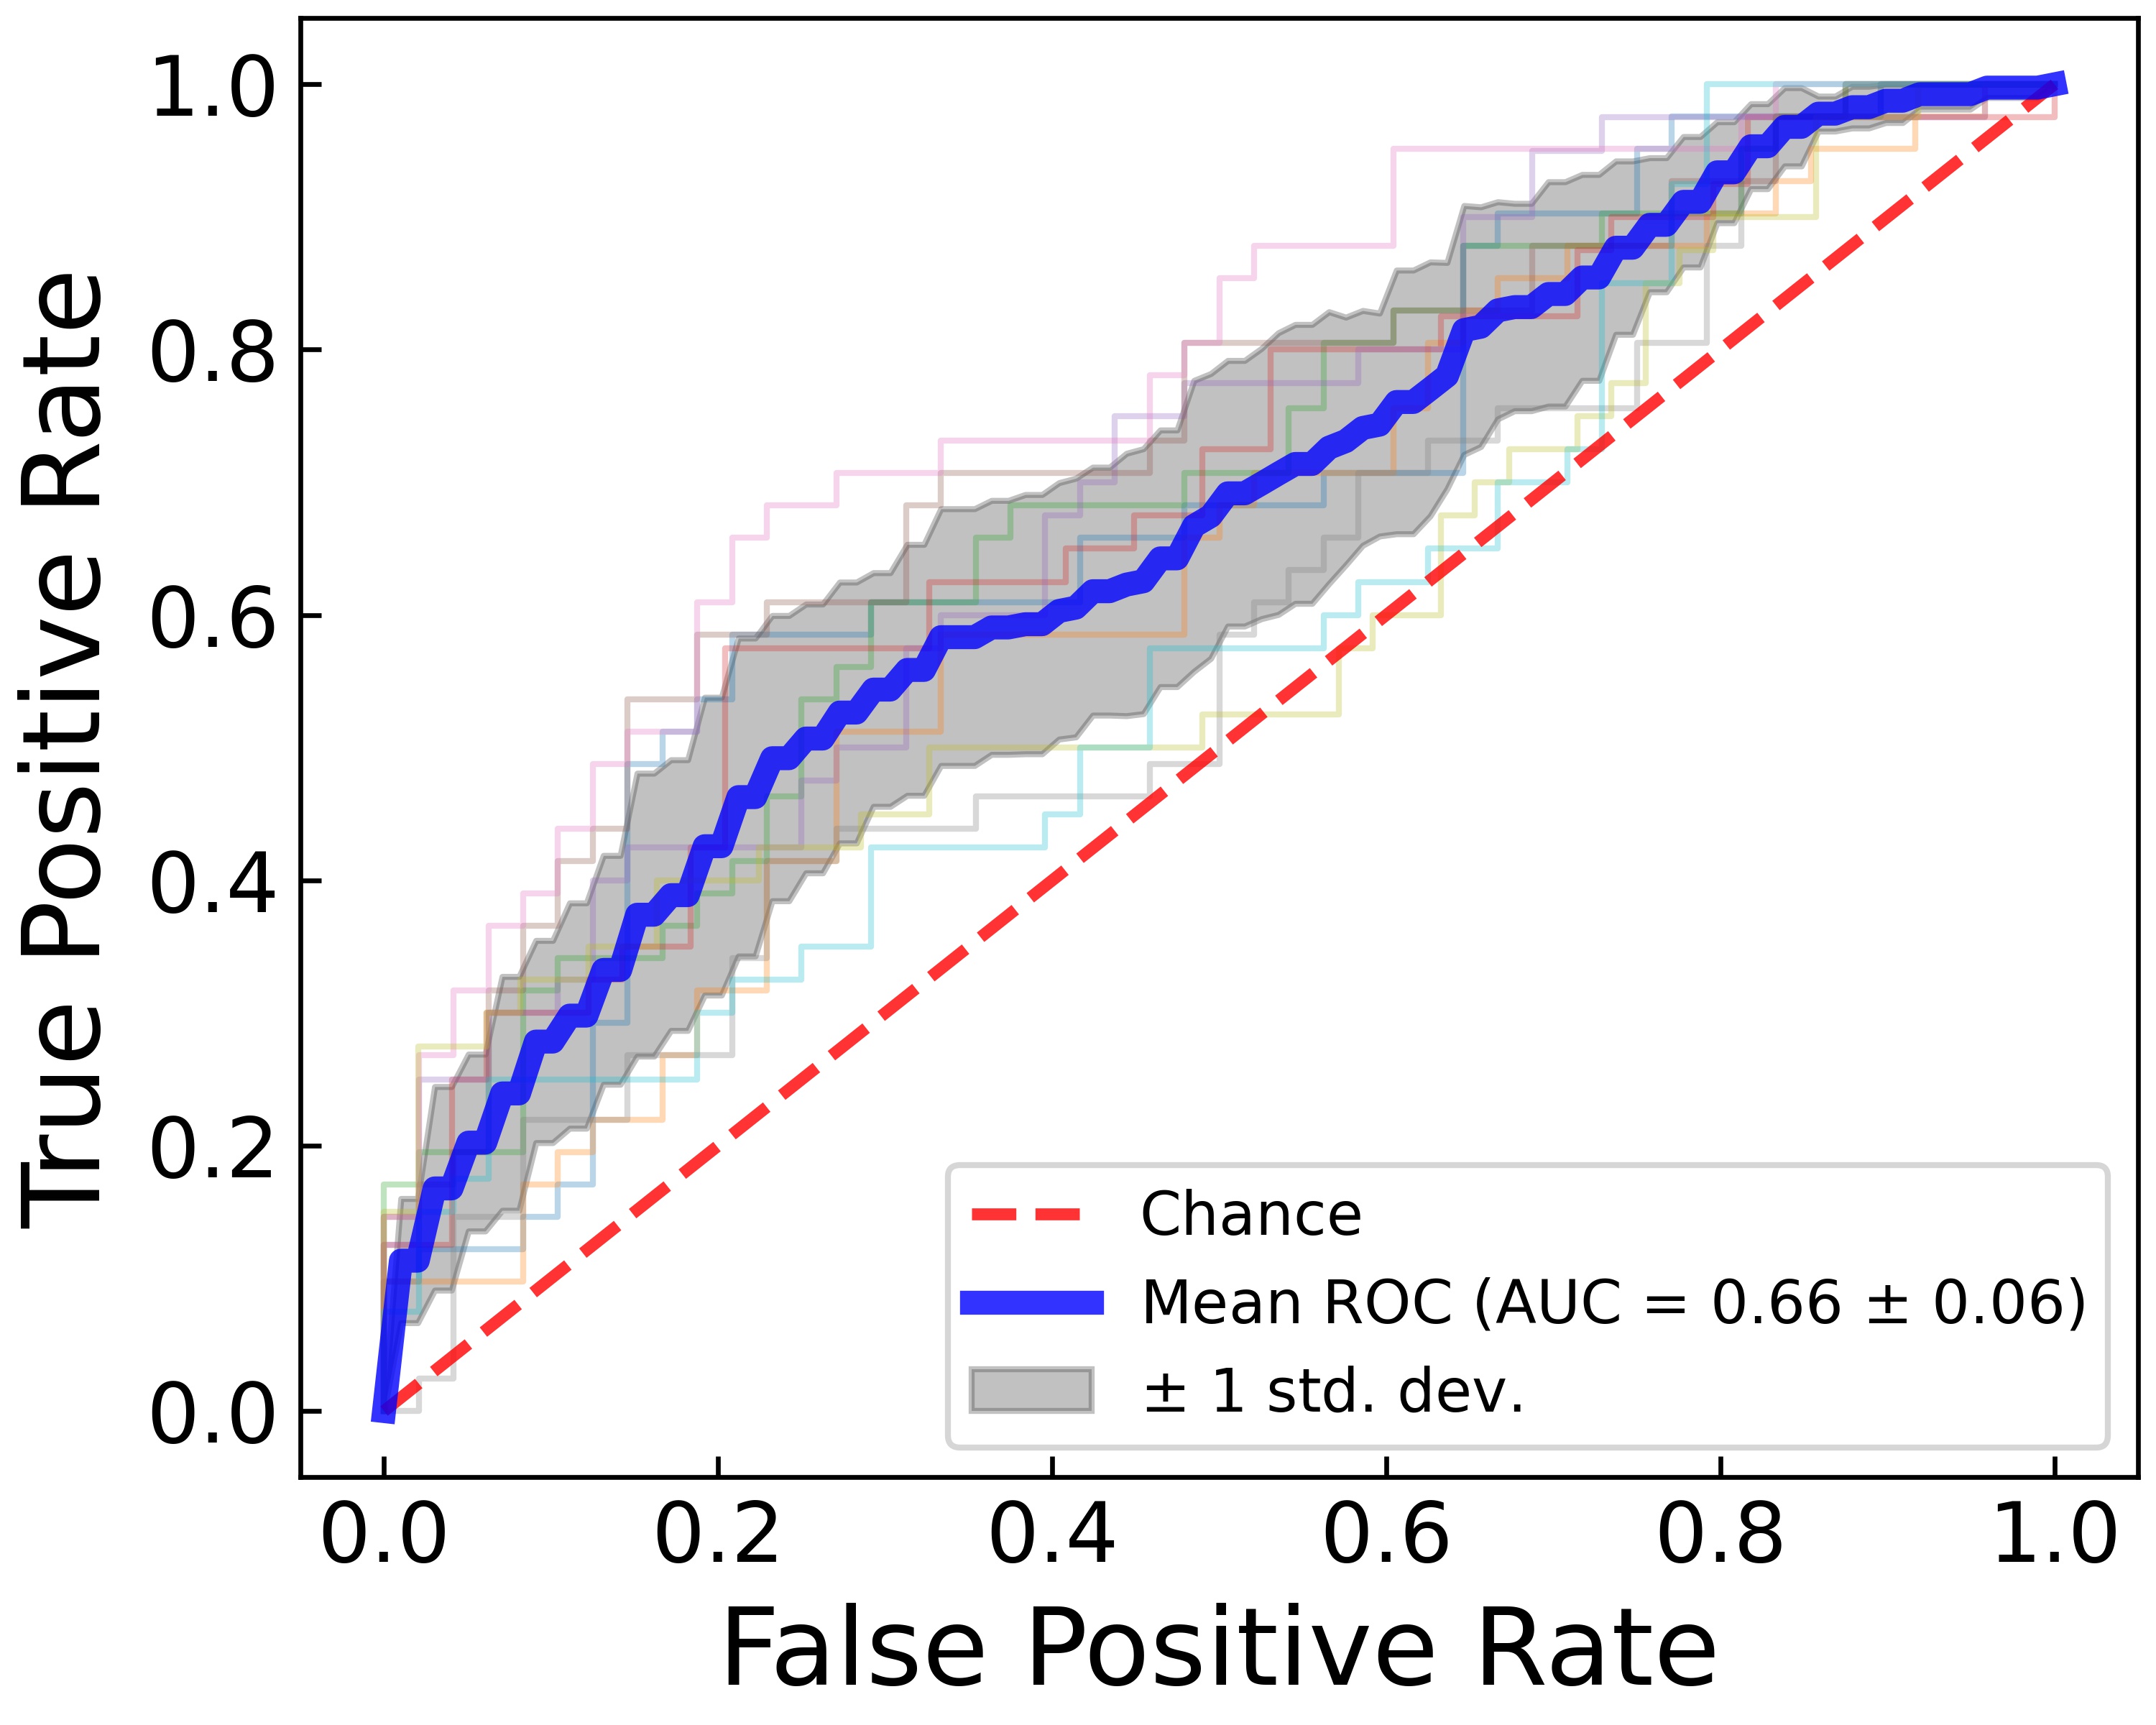 True Positive Rate
1.0
0.8
0.6
0.4
0.2
0.0
Chance
Mean ROC (AUC = 0.66 ± 0.06)
± 1 std. dev.
0.0 0.2 0.4 0.6 0.8 1.0
False Positive Rate